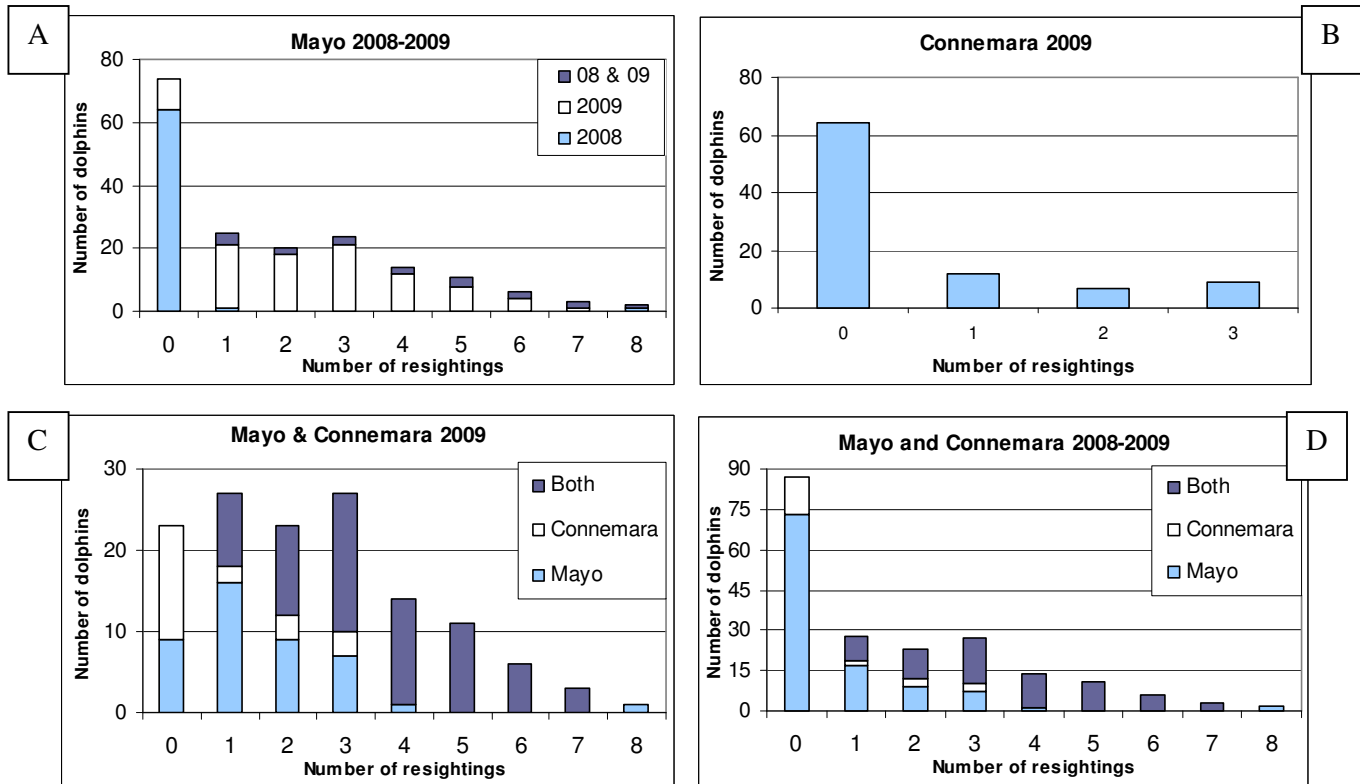 A
Mayo 2008-2009
80
60
40
20
0
Number of dolphins
08 & 09
2009
2008
0 1 2 3 4 5 6 7 8
Number of resightings
B
Connemara 2009
80
60
40
20
0
Number of dolphins
0 1 2 3
Number of resightings
C
Mayo & Connemara 2009
30
20
10
0
Number of dolphins
Both
Connemara
Mayo
0 1 2 3 4 5 6 7 8
Number of resightings
D
Mayo and Connemara 2008-2009
90
75
60
45
30
15
0
Number of dolphins
Both
Connemara
Mayo
0 1 2 3 4 5 6 7 8
Number of resightings